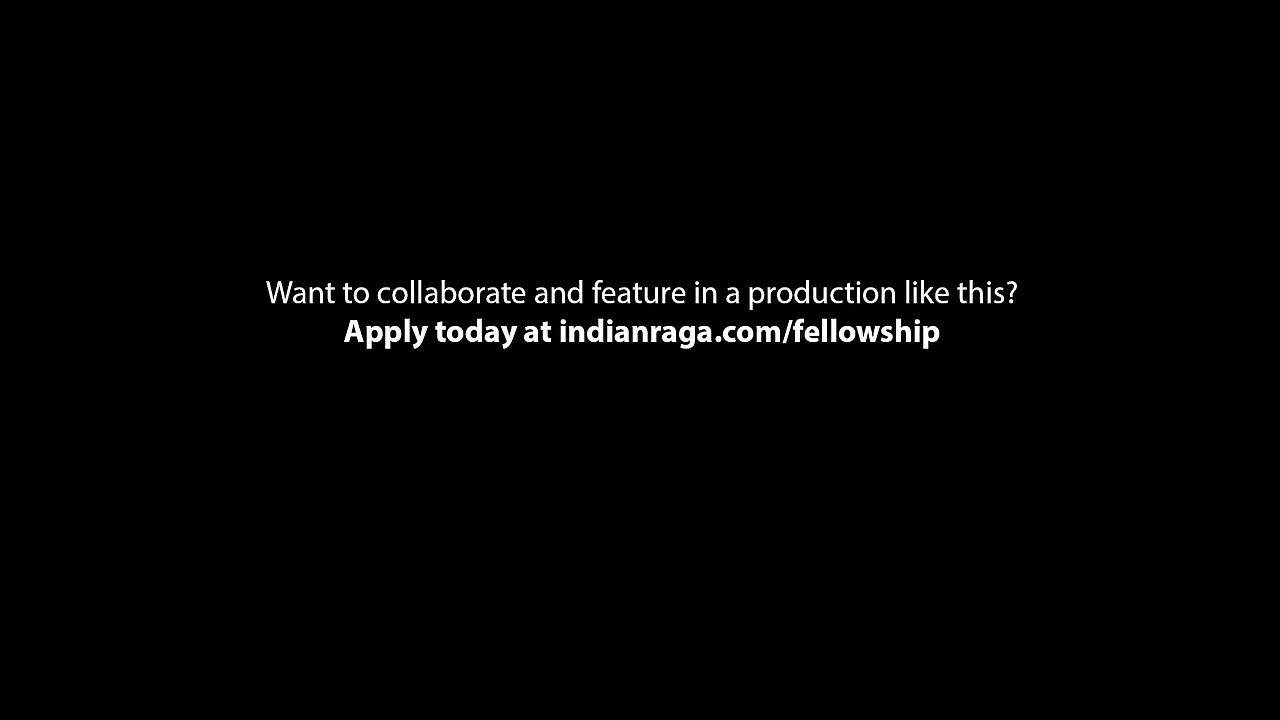 Want to collaborate and feature in a production like this?
Apply today at indianraga.com/fellowship